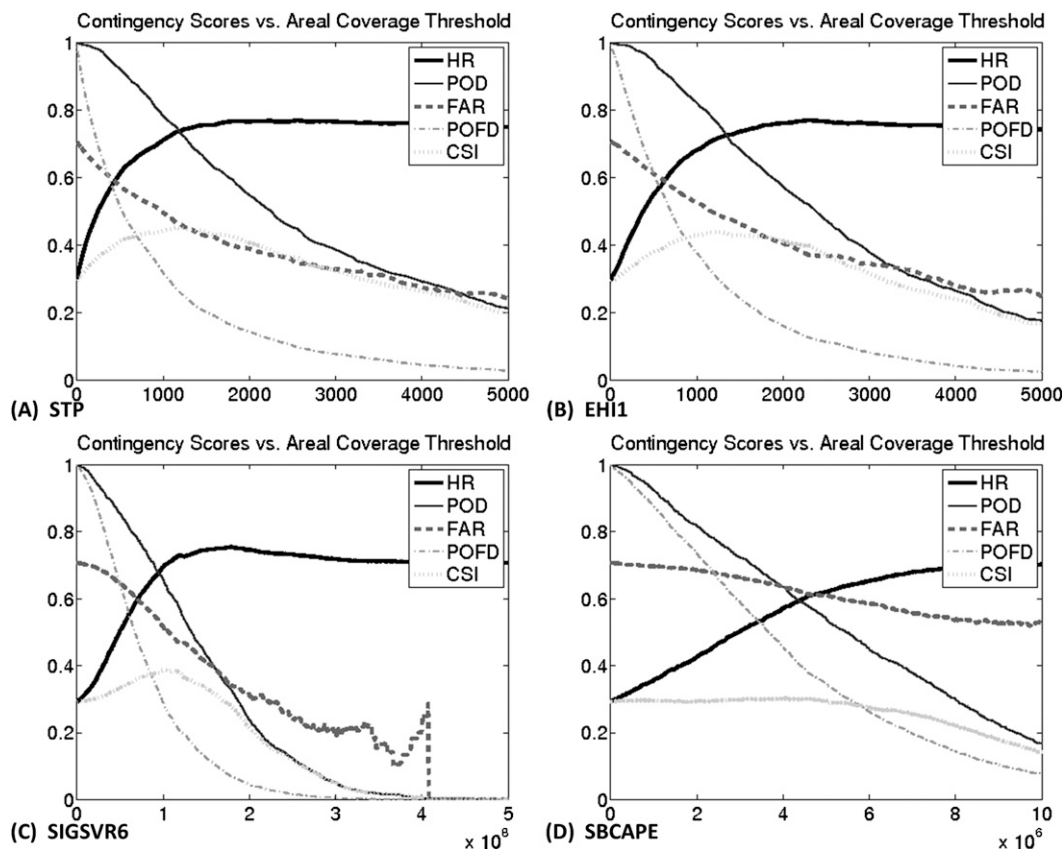 Contingency Scores vs. Areal Coverage Threshold
1
0.8
0.6
0.4
0.2
0
0 1000 2000 3000 4000 5000
HR
POD
FAR
POFD
CSI
(A) STP
Contingency Scores vs. Areal Coverage Threshold
1
0.8
0.6
0.4
0.2
0
0 1000 2000 3000 4000 5000
HR
POD
FAR
POFD
CSI
(B) EHI1
Contingency Scores vs. Areal Coverage Threshold
1
0.8
0.6
0.4
0.2
0
0 1 2 3 4 5
x 10^8
HR
POD
FAR
POFD
CSI
(C) SIGSVR6
Contingency Scores vs. Areal Coverage Threshold
1
0.8
0.6
0.4
0.2
0
0 2 4 6 8 10
x 10^6
HR
POD
FAR
POFD
CSI
(D) SBCAPE